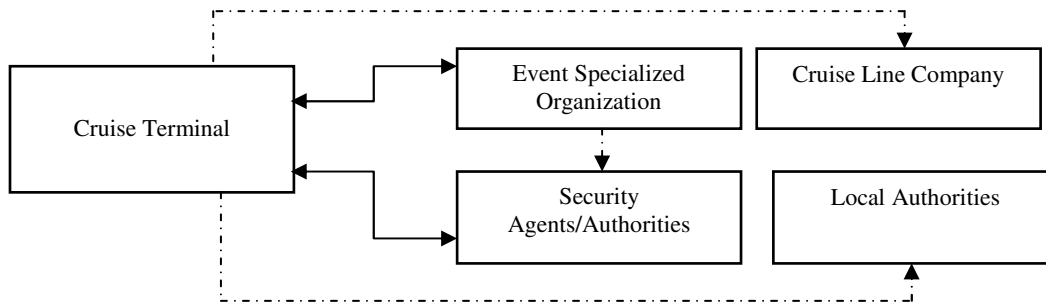 Cruise Terminal
Event Specialized
Organization
Cruise Line Company
Security
Agents/Authorities
Local Authorities